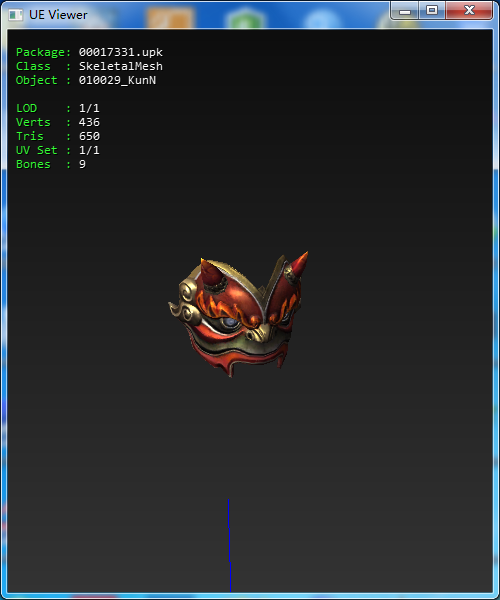 UE Viewer
Package: 00017331.upk
Class : SkeletalMesh
Object : 010029_KunN
LOD : 1/1
Verts : 436
Tris : 650
UV Set : 1/1
Bones : 9